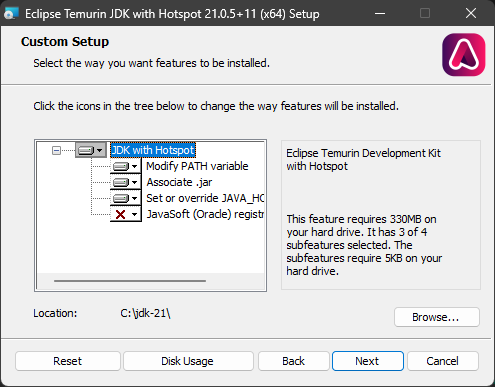 Eclipse Temurin JDK with Hotspot 21.0.5+11 (x64) Setup
Custom Setup
Select the way you want features to be installed.
Click the icons in the tree below to change the way features will be installed.
JDK with Hotspot
Modify PATH variable
Associate .jar
Set or override JAVA_HO
JavaSoft (Oracle) registr
Eclipse Temurin Development Kit
with Hotspot
This feature requires 330MB on
your hard drive. It has 3 of 4
subfeatures selected. The
subfeatures require 5KB on your
hard drive.
Location: C:\jdk-21\
Browse...
Reset Disk Usage Back Next Cancel